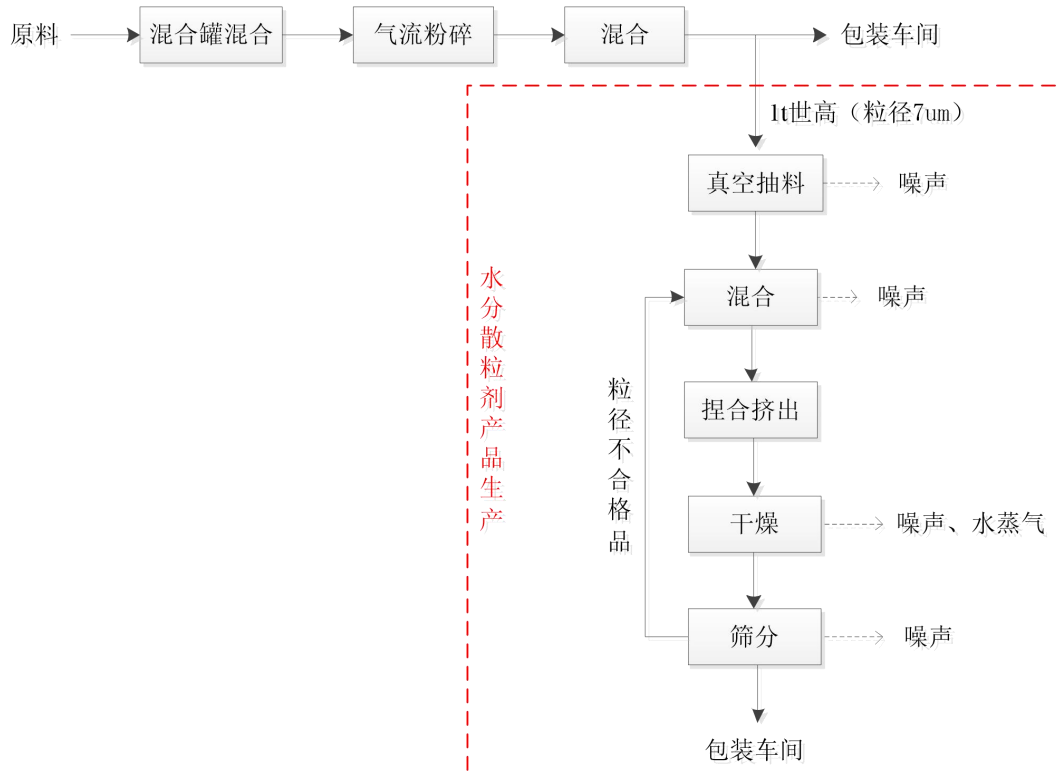 原料
混合罐混合
气流粉碎
混合
包装车间
1t世高（粒径7um）
真空抽料
噪声
水分散粒剂产品生产
混合
噪声
粒径不合格品
捏合挤出
干燥
噪声、水蒸气
筛分
噪声
包装车间